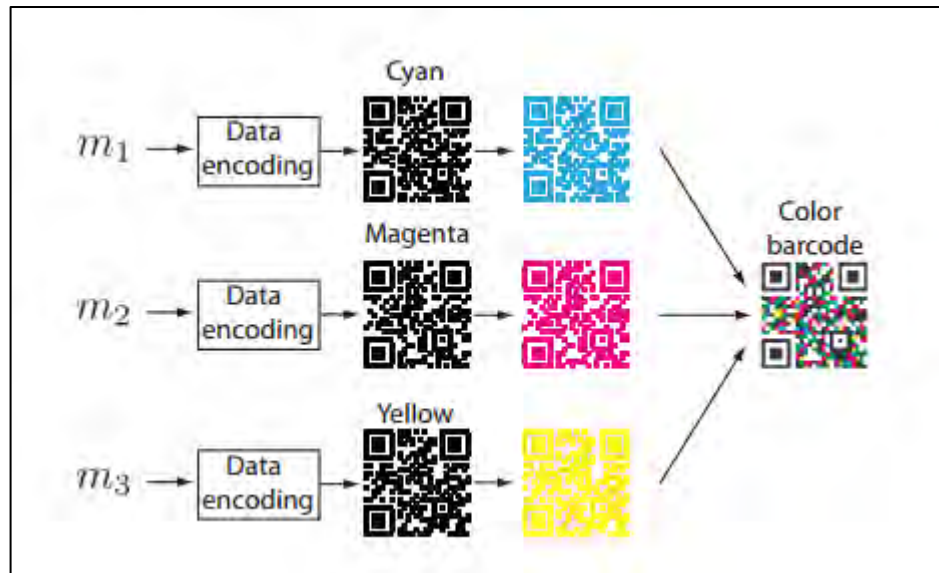 Cyan
m1
Data
encoding
Magenta
m2
Data
encoding
Color
barcode
Yellow
m3
Data
encoding